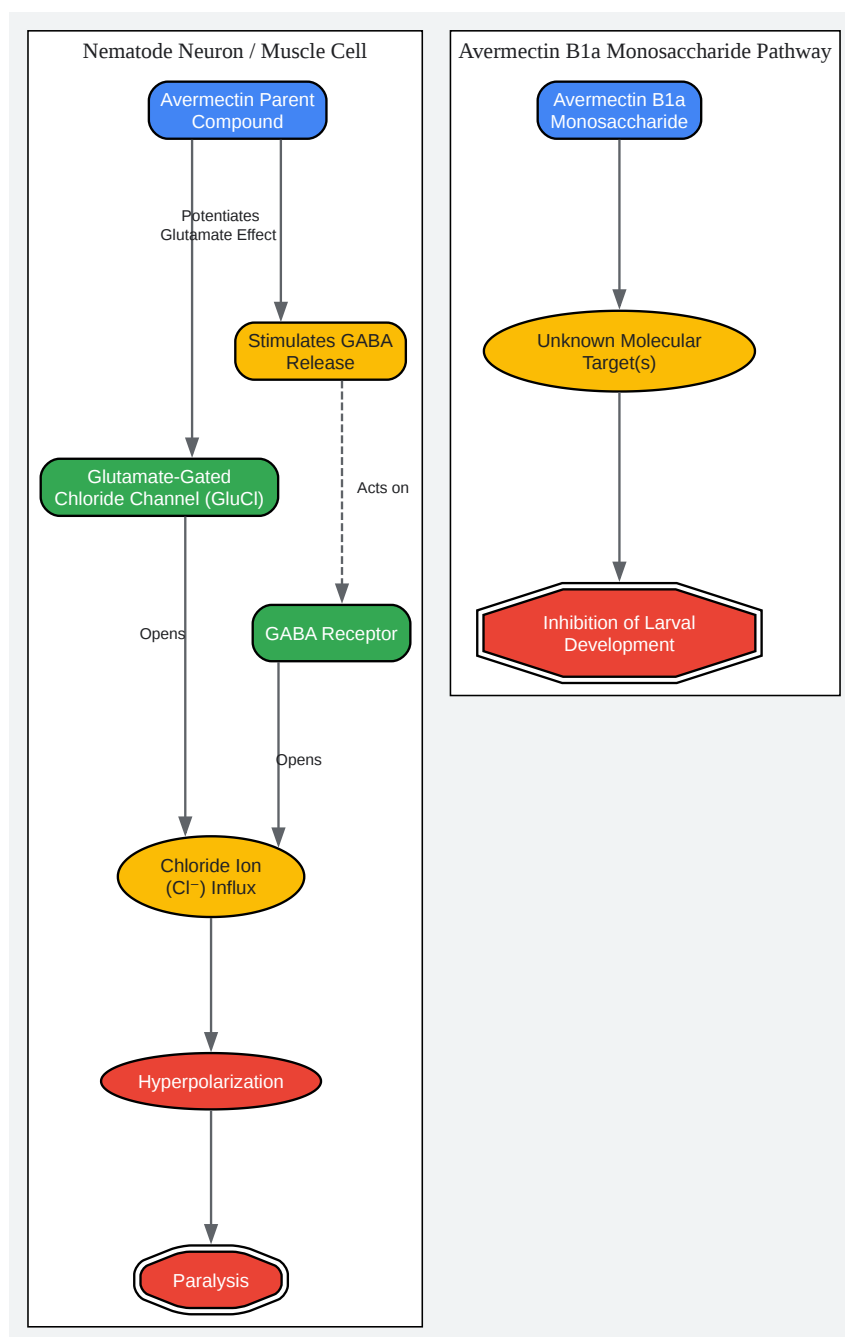 Nematode Neuron / Muscle Cell
Avermectin Parent
Compound
Potentiates
Glutamate Effect
Stimulates GABA
Release
Glutamate-Gated
Chloride Channel (GluCl)
Acts on
Opens
GABA Receptor
Opens
Chloride Ion
(Cl⁻) Influx
Hyperpolarization
Paralysis
Avermectin B1a Monosaccharide Pathway
Avermectin B1a
Monosaccharide
Unknown Molecular
Target(s)
Inhibition of Larval
Development